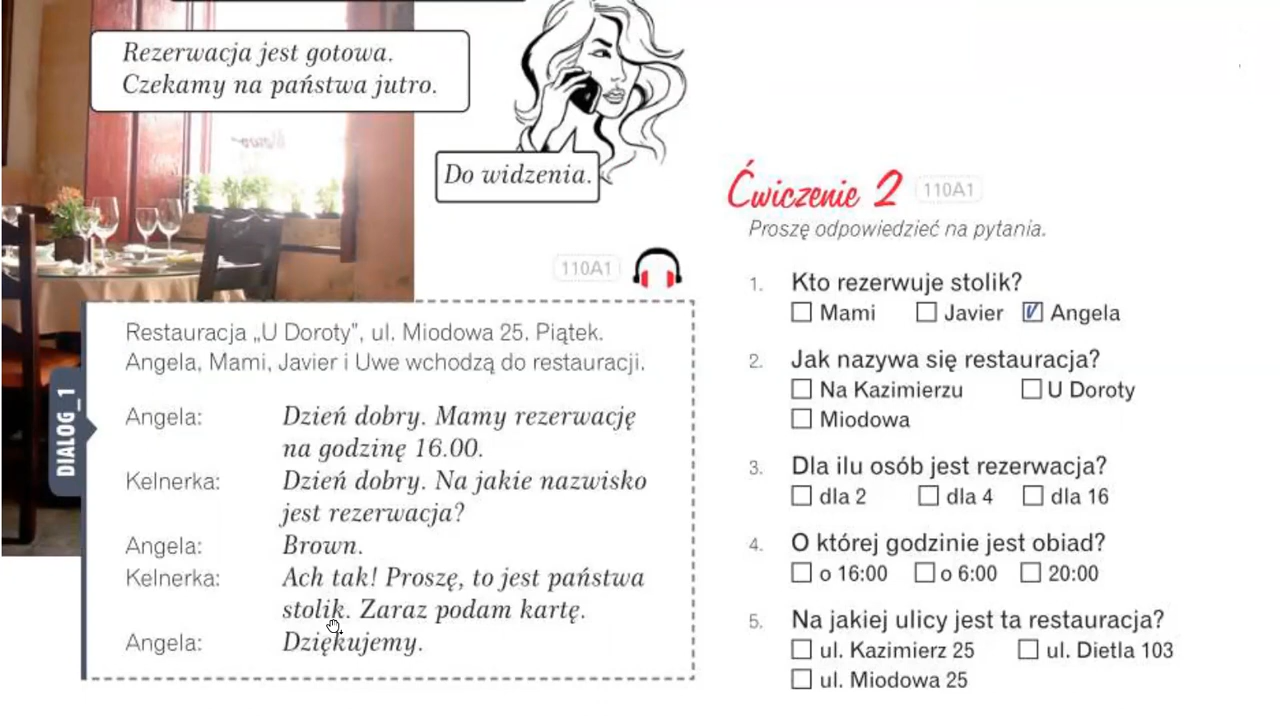 Rezerwacja jest gotowa.
Czekamy na państwa jutro.
Do widzenia.
110A1
DIALOG_1
Restauracja „U Doroty”, ul. Miodowa 25. Piątek.
Angela, Mami, Javier i Uwe wchodzą do restauracji.
Angela: Dzień dobry. Mamy rezerwację
na godzinę 16.00.
Kelnerka: Dzień dobry. Na jakie nazwisko
jest rezerwacja?
Angela: Brown.
Kelnerka: Ach tak! Proszę, to jest państwa
stolik. Zaraz podam kartę.
Angela: Dziękujemy.
Ćwiczenie 2 110A1
Proszę odpowiedzieć na pytania.
1. Kto rezerwuje stolik?
Mami Javier Angela
2. Jak nazywa się restauracja?
Na Kazimierzu U Doroty
Miodowa
3. Dla ilu osób jest rezerwacja?
dla 2 dla 4 dla 16
4. O której godzinie jest obiad?
o 16:00 o 6:00 20:00
5. Na jakiej ulicy jest ta restauracja?
ul. Kazimierz 25 ul. Dietla 103
ul. Miodowa 25